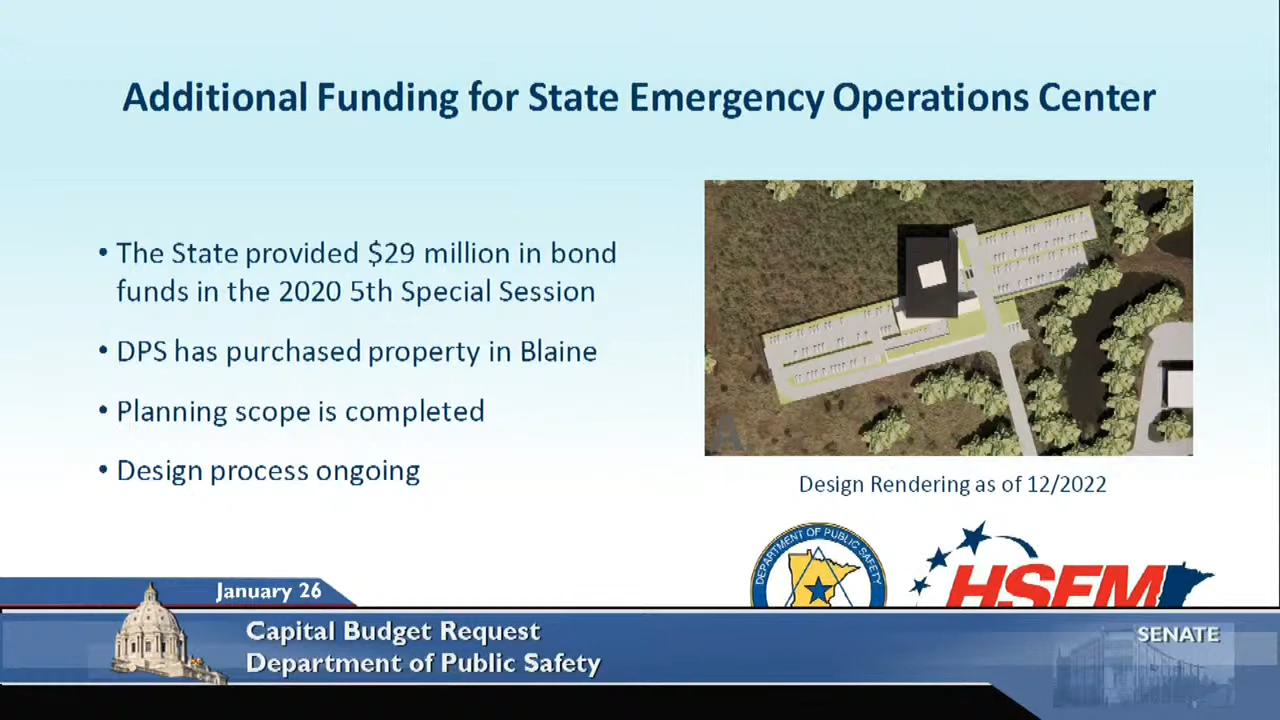 Additional Funding for State Emergency Operations Center
• The State provided $29 million in bond
funds in the 2020 5th Special Session
• DPS has purchased property in Blaine
• Planning scope is completed
• Design process ongoing
A.
Design Rendering as of 12/2022
DEPARTMENT OF PUBLIC SAFETY
HSEM
January 26
Capital Budget Request
Department of Public Safety
SENATE